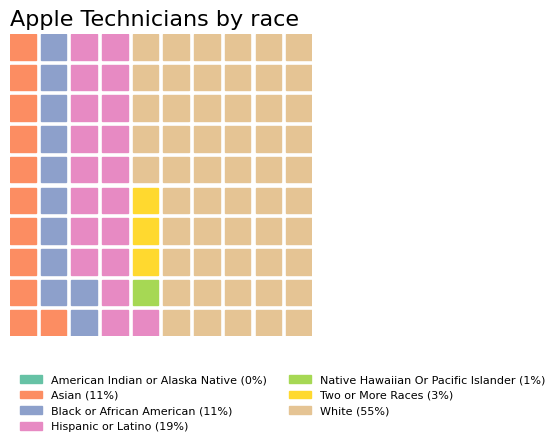 Apple Technicians by race
American Indian or Alaska Native (0%)
Asian (11%)
Black or African American (11%)
Hispanic or Latino (19%)
Native Hawaiian Or Pacific Islander (1%)
Two or More Races (3%)
White (55%)